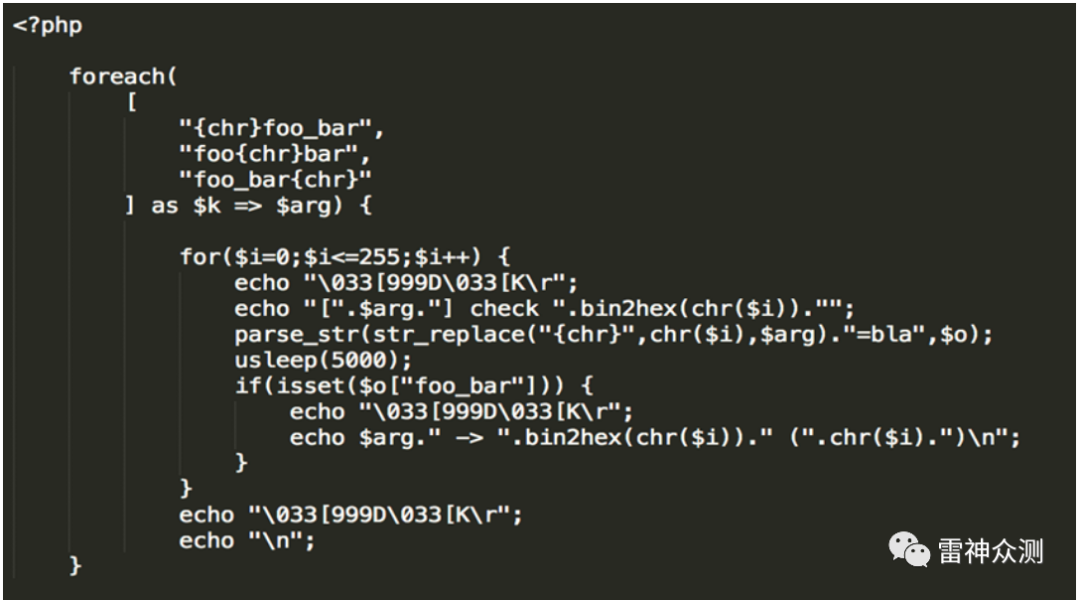 <?php
foreach(
[
"{chr}foo_bar",
"foo{chr}bar",
"foo_bar{chr}"
] as $k => $arg) {
for($i=0;$i<=255;$i++) {
echo "\033[999D\033[K\r";
echo "[".$arg."] check ".bin2hex(chr($i))."";
parse_str(str_replace("{chr}",chr($i),$arg)."=bla",$o);
usleep(5000);
if(isset($o["foo_bar"])) {
echo "\033[999D\033[K\r";
echo $arg." -> ".bin2hex(chr($i))." (".chr($i).")\n";
}
}
echo "\033[999D\033[K\r";
echo "\n";
}
雷神众测